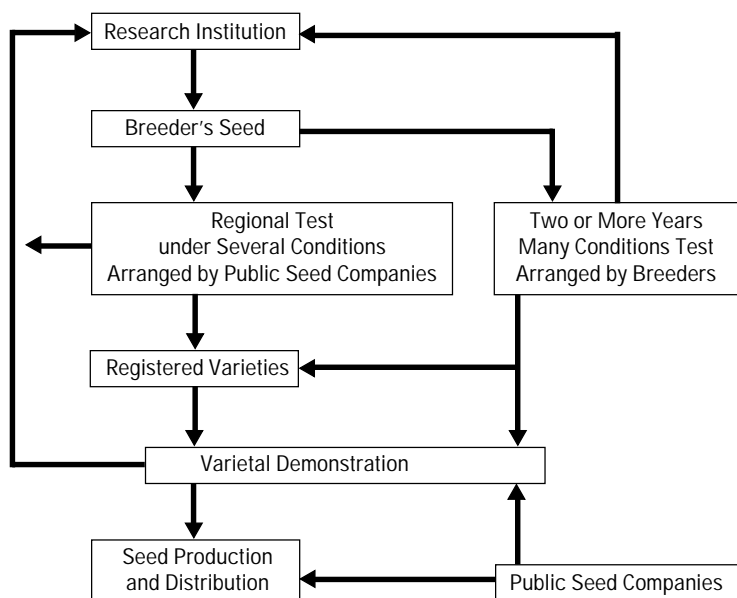 Research Institution
Breeder's Seed
Regional Test
under Several Conditions
Arranged by Public Seed Companies
Two or More Years
Many Conditions Test
Arranged by Breeders
Registered Varieties
Varietal Demonstration
Seed Production
and Distribution
Public Seed Companies